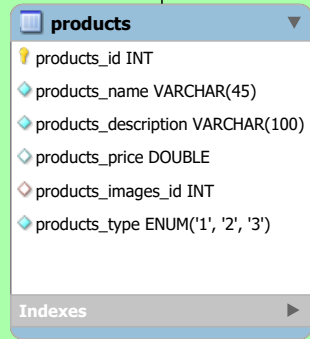 products
products_id INT
products_name VARCHAR(45)
products_description VARCHAR(100)
products_price DOUBLE
products_images_id INT
products_type ENUM('1', '2', '3')
Indexes